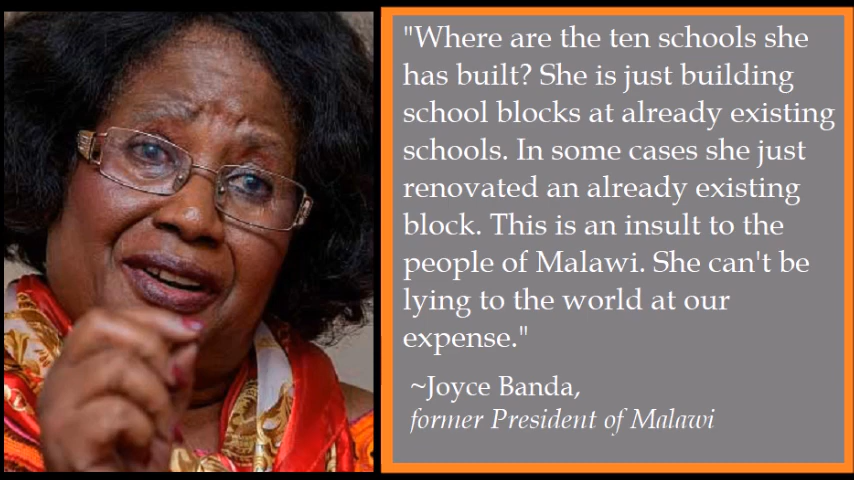 "Where are the ten schools she
has built? She is just building
school blocks at already existing
schools. In some cases she just
renovated an already existing
block. This is an insult to the
people of Malawi. She can't be
lying to the world at our
expense."
~Joyce Banda,
former President of Malawi